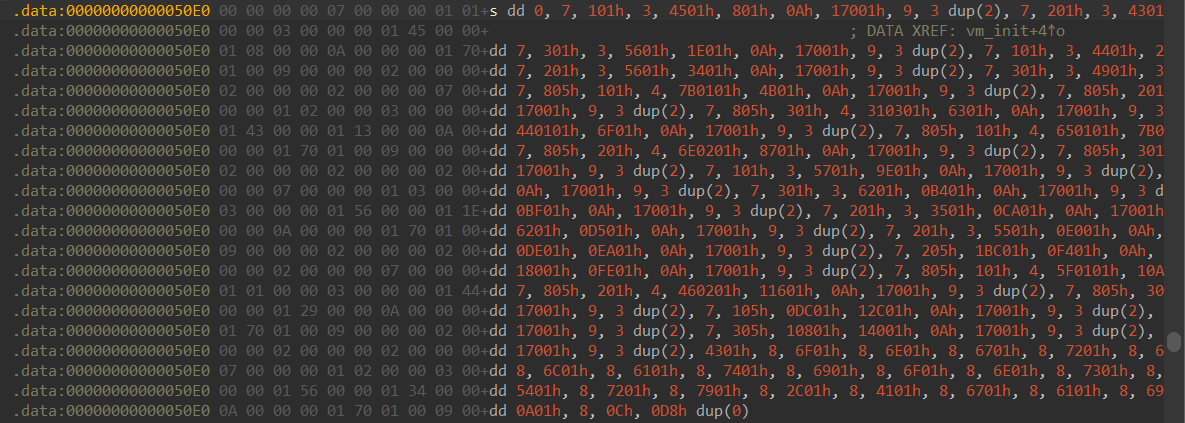 .data:00000000000050E0 00 00 00 00 07 00 00 00 01 01+s dd 0, 7, 101h, 3, 4501h, 801h, 0Ah, 17001h, 9, 3 dup(2), 7, 201h, 3, 4301
.data:00000000000050E0 00 00 03 00 00 00 01 45 00 00+ ; DATA XREF: vm_init+4↑o
.data:00000000000050E0 01 08 00 00 0A 00 00 00 01 70+dd 7, 301h, 3, 5601h, 1E01h, 0Ah, 17001h, 9, 3 dup(2), 7, 101h, 3, 4401h, 2
.data:00000000000050E0 01 00 09 00 00 00 02 00 00 00+dd 7, 201h, 3, 5601h, 3401h, 0Ah, 17001h, 9, 3 dup(2), 7, 301h, 3, 4901h, 3
.data:00000000000050E0 02 00 00 00 02 00 00 00 07 00+dd 7, 805h, 101h, 4, 7B0101h, 4B01h, 0Ah, 17001h, 9, 3 dup(2), 7, 805h, 201
.data:00000000000050E0 00 00 01 02 00 00 03 00 00 00+dd 17001h, 9, 3 dup(2), 7, 805h, 301h, 4, 310301h, 6301h, 0Ah, 17001h, 9, 3
.data:00000000000050E0 01 43 00 00 01 13 00 00 0A 00+dd 440101h, 6F01h, 0Ah, 17001h, 9, 3 dup(2), 7, 805h, 101h, 4, 650101h, 7B0
.data:00000000000050E0 00 00 01 70 01 00 09 00 00 00+dd 7, 805h, 201h, 4, 6E0201h, 8701h, 0Ah, 17001h, 9, 3 dup(2), 7, 805h, 301
.data:00000000000050E0 02 00 00 00 02 00 00 00 02 00+dd 17001h, 9, 3 dup(2), 7, 101h, 3, 5701h, 9E01h, 0Ah, 17001h, 9, 3 dup(2),
.data:00000000000050E0 00 00 07 00 00 00 01 03 00 00+dd 0Ah, 17001h, 9, 3 dup(2), 7, 301h, 3, 6201h, 0B401h, 0Ah, 17001h, 9, 3 d
.data:00000000000050E0 03 00 00 00 01 56 00 00 01 1E+dd 0BF01h, 0Ah, 17001h, 9, 3 dup(2), 7, 201h, 3, 3501h, 0CA01h, 0Ah, 17001h
.data:00000000000050E0 00 00 0A 00 00 00 01 70 01 00+dd 6201h, 0D501h, 0Ah, 17001h, 9, 3 dup(2), 7, 201h, 3, 5501h, 0E001h, 0Ah,
.data:00000000000050E0 09 00 00 00 02 00 00 00 02 00+dd 0DE01h, 0EA01h, 0Ah, 17001h, 9, 3 dup(2), 7, 205h, 1BC01h, 0F401h, 0Ah,
.data:00000000000050E0 00 00 02 00 00 00 07 00 00 00+dd 18001h, 0FE01h, 0Ah, 17001h, 9, 3 dup(2), 7, 805h, 101h, 4, 5F0101h, 10A
.data:00000000000050E0 01 01 00 00 03 00 00 00 01 44+dd 7, 805h, 201h, 4, 460201h, 11601h, 0Ah, 17001h, 9, 3 dup(2), 7, 805h, 30
.data:00000000000050E0 00 00 01 29 00 00 0A 00 00 00+dd 17001h, 9, 3 dup(2), 7, 105h, 0DC01h, 12C01h, 0Ah, 17001h, 9, 3 dup(2),
.data:00000000000050E0 01 70 01 00 09 00 00 00 02 00+dd 17001h, 9, 3 dup(2), 7, 305h, 10801h, 14001h, 0Ah, 17001h, 9, 3 dup(2),
.data:00000000000050E0 00 00 02 00 00 00 02 00 00 00+dd 17001h, 9, 3 dup(2), 4301h, 8, 6F01h, 8, 6E01h, 8, 6701h, 8, 7201h, 8, 6
.data:00000000000050E0 07 00 00 00 01 02 00 00 03 00+dd 8, 6C01h, 8, 6101h, 8, 7401h, 8, 6901h, 8, 6F01h, 8, 6E01h, 8, 7301h, 8,
.data:00000000000050E0 00 00 01 56 00 00 01 34 00 00+dd 5401h, 8, 7201h, 8, 7901h, 8, 2C01h, 8, 4101h, 8, 6701h, 8, 6101h, 8, 69
.data:00000000000050E0 0A 00 00 00 01 70 01 00 09 00+dd 0A01h, 8, 0Ch, 0D8h dup(0)